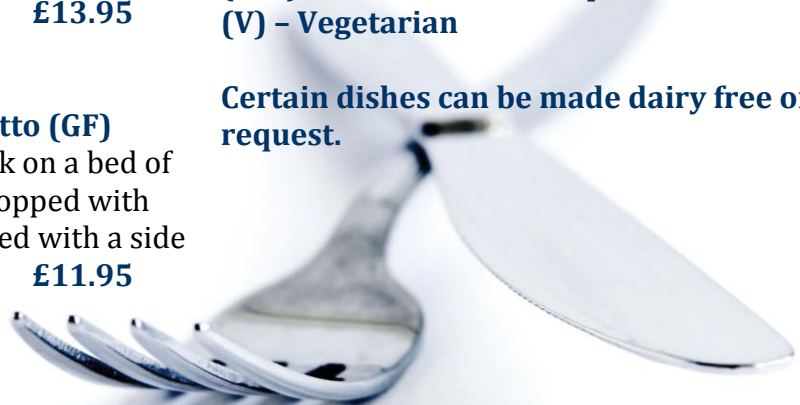 £13.95
tto (GF)
k on a bed of
opped with
ed with a side
£11.95
(V) – Vegetarian
Certain dishes can be made dairy free
request.